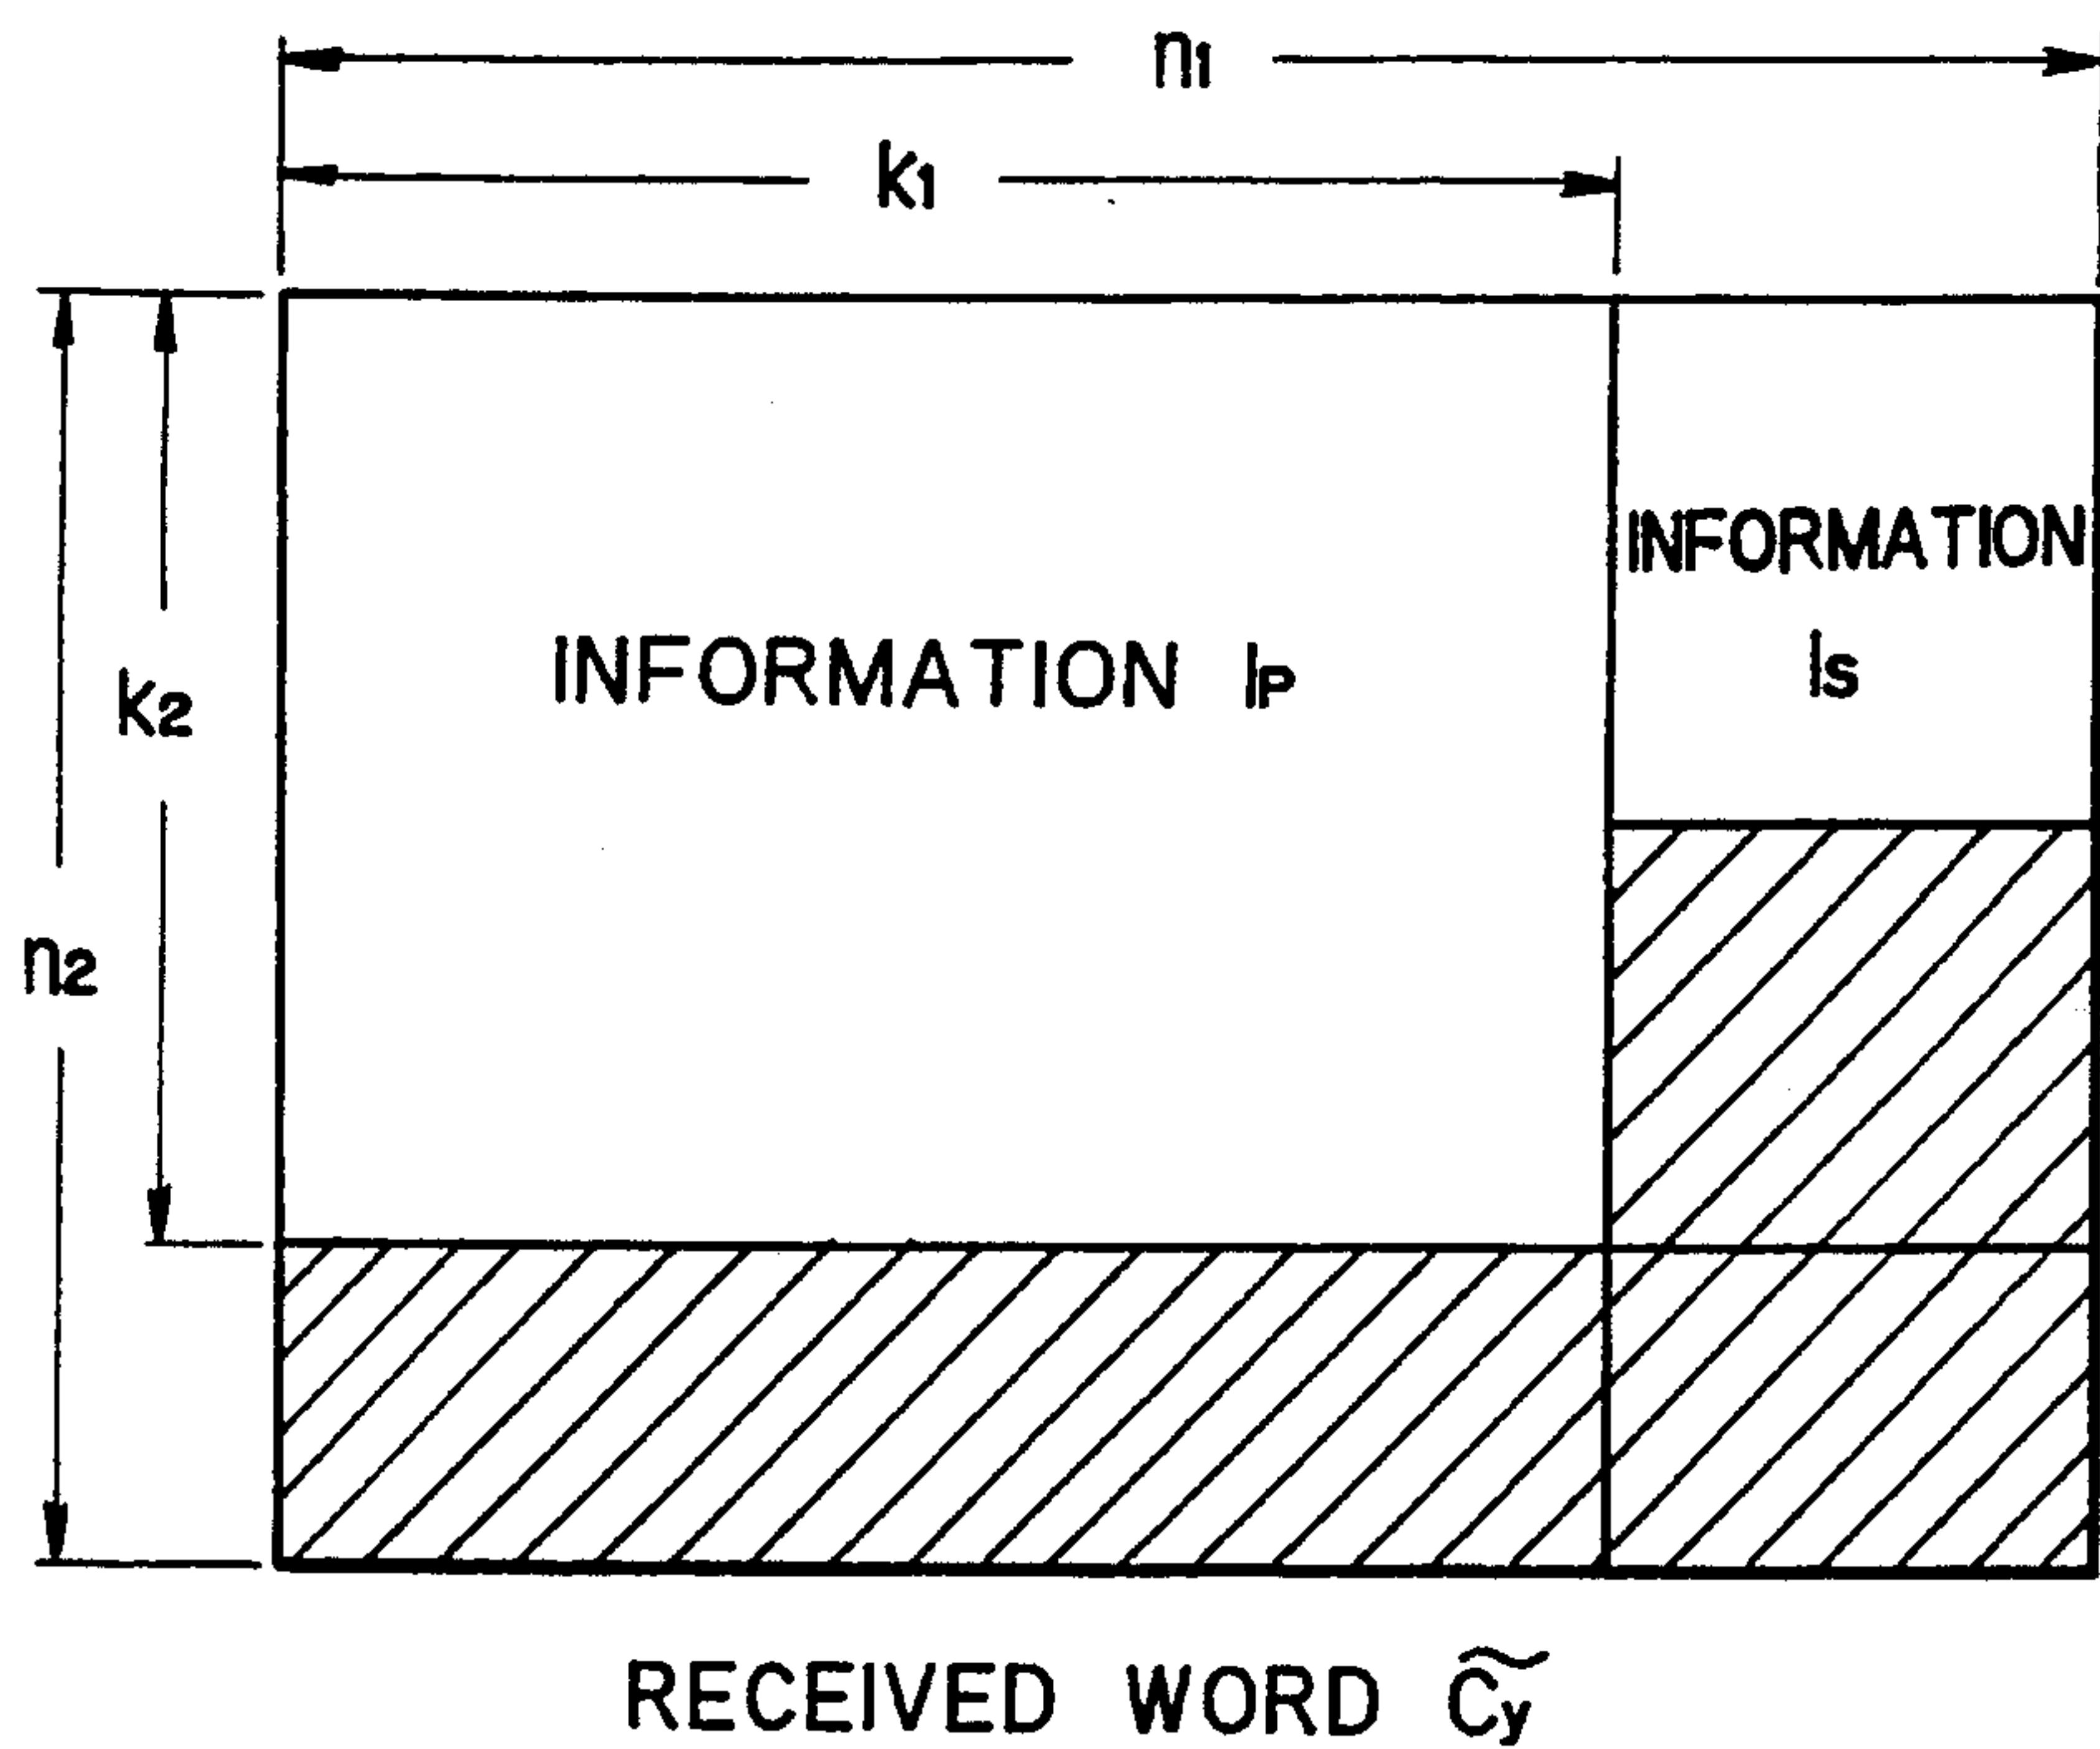 n1
k1
INFORMATION
IS
INFORMATION IP
k2
n2
RECEIVED WORD C̃y